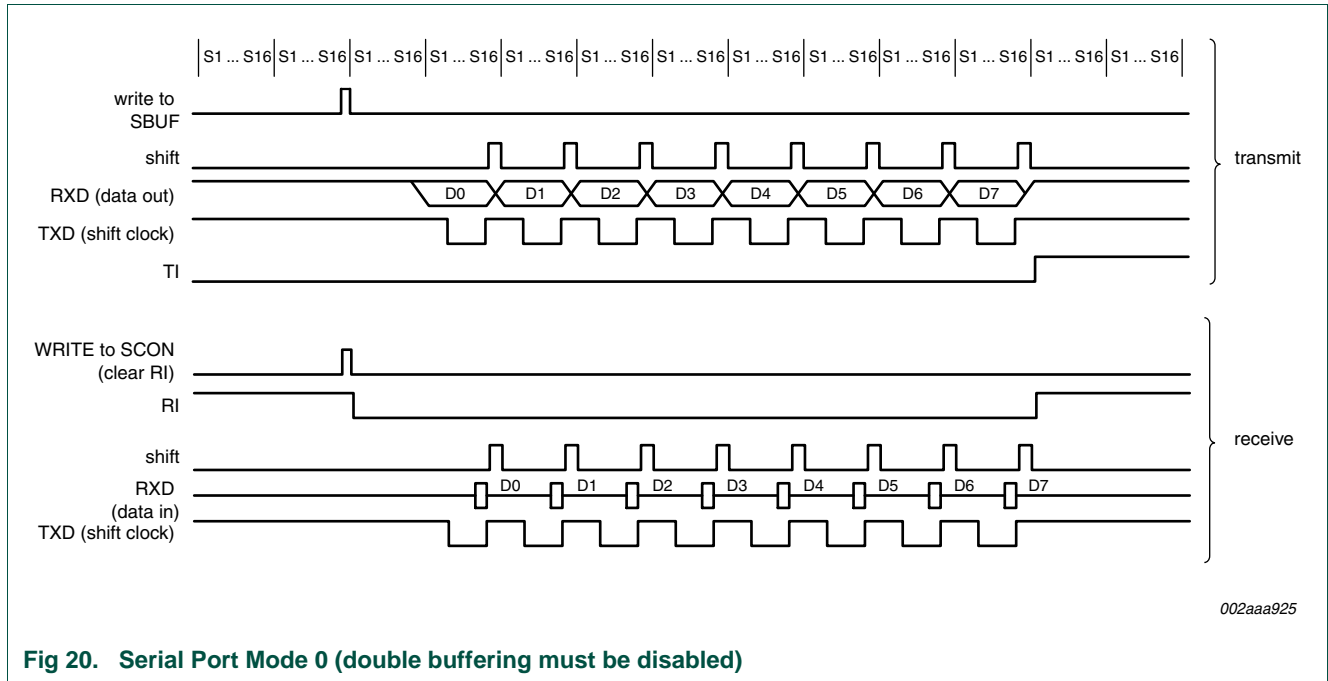 S1 ... S16 S1 ... S16 S1 ... S16 S1 ... S16 S1 ... S16 S1 ... S16 S1 ... S16 S1 ... S16 S1 ... S16 S1 ... S16 S1 ... S16 S1 ... S16 S1 ... S16
write to
SBUF
shift
transmit
RXD (data out)
D0 D1 D2 D3 D4 D5 D6 D7
TXD (shift clock)
TI
WRITE to SCON
(clear RI)
RI
receive
shift
RXD
(data in)
D0 D1 D2 D3 D4 D5 D6 D7
TXD (shift clock)
002aaa925
Fig 20. Serial Port Mode 0 (double buffering must be disabled)